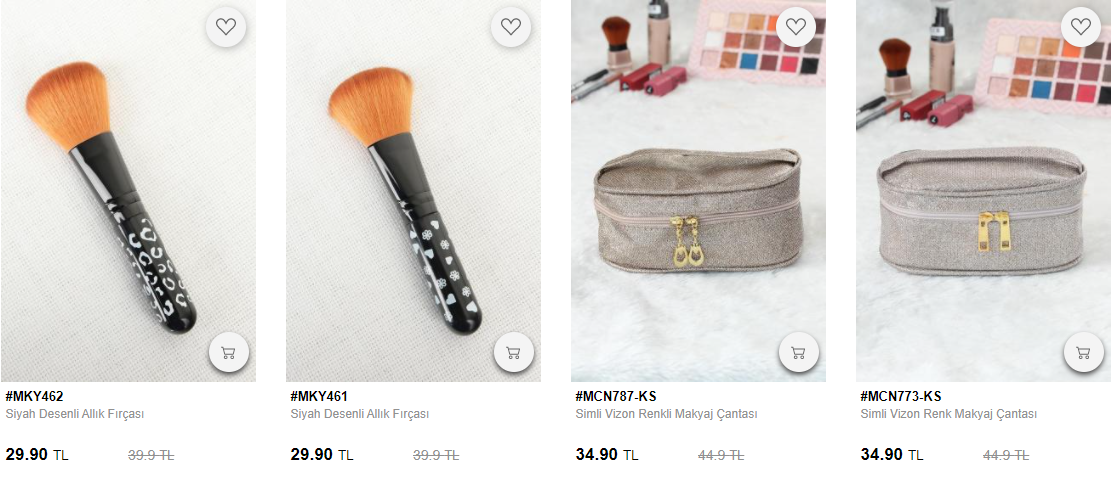 #MKY462
Siyah Desenli Allık Fırçası
29.90 TL 39.9 TL
#MKY461
Siyah Desenli Allık Fırçası
29.90 TL 39.9 TL
#MCN787-KS
Simli Vizon Renkli Makyaj Çantası
34.90 TL 44.9 TL
#MCN773-KS
Simli Vizon Renk Makyaj Çantası
34.90 TL 44.9 TL